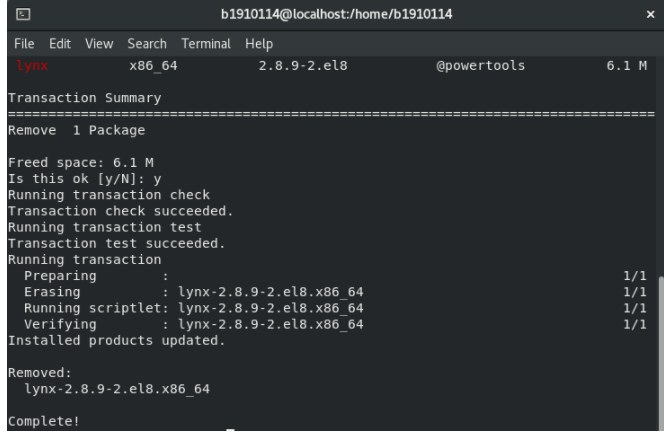 b1910114@localhost:/home/b1910114 ×
File Edit View Search Terminal Help
lynx x86_64 2.8.9-2.el8 @powertools 6.1 M
Transaction Summary
================================================================================
Remove  1 Package
Freed space: 6.1 M
Is this ok [y/N]: y
Running transaction check
Transaction check succeeded.
Running transaction test
Transaction test succeeded.
Running transaction
Preparing : 1/1
Erasing : lynx-2.8.9-2.el8.x86_64 1/1
Running scriptlet: lynx-2.8.9-2.el8.x86_64 1/1
Verifying : lynx-2.8.9-2.el8.x86_64 1/1
Installed products updated.
Removed:
lynx-2.8.9-2.el8.x86_64
Complete!